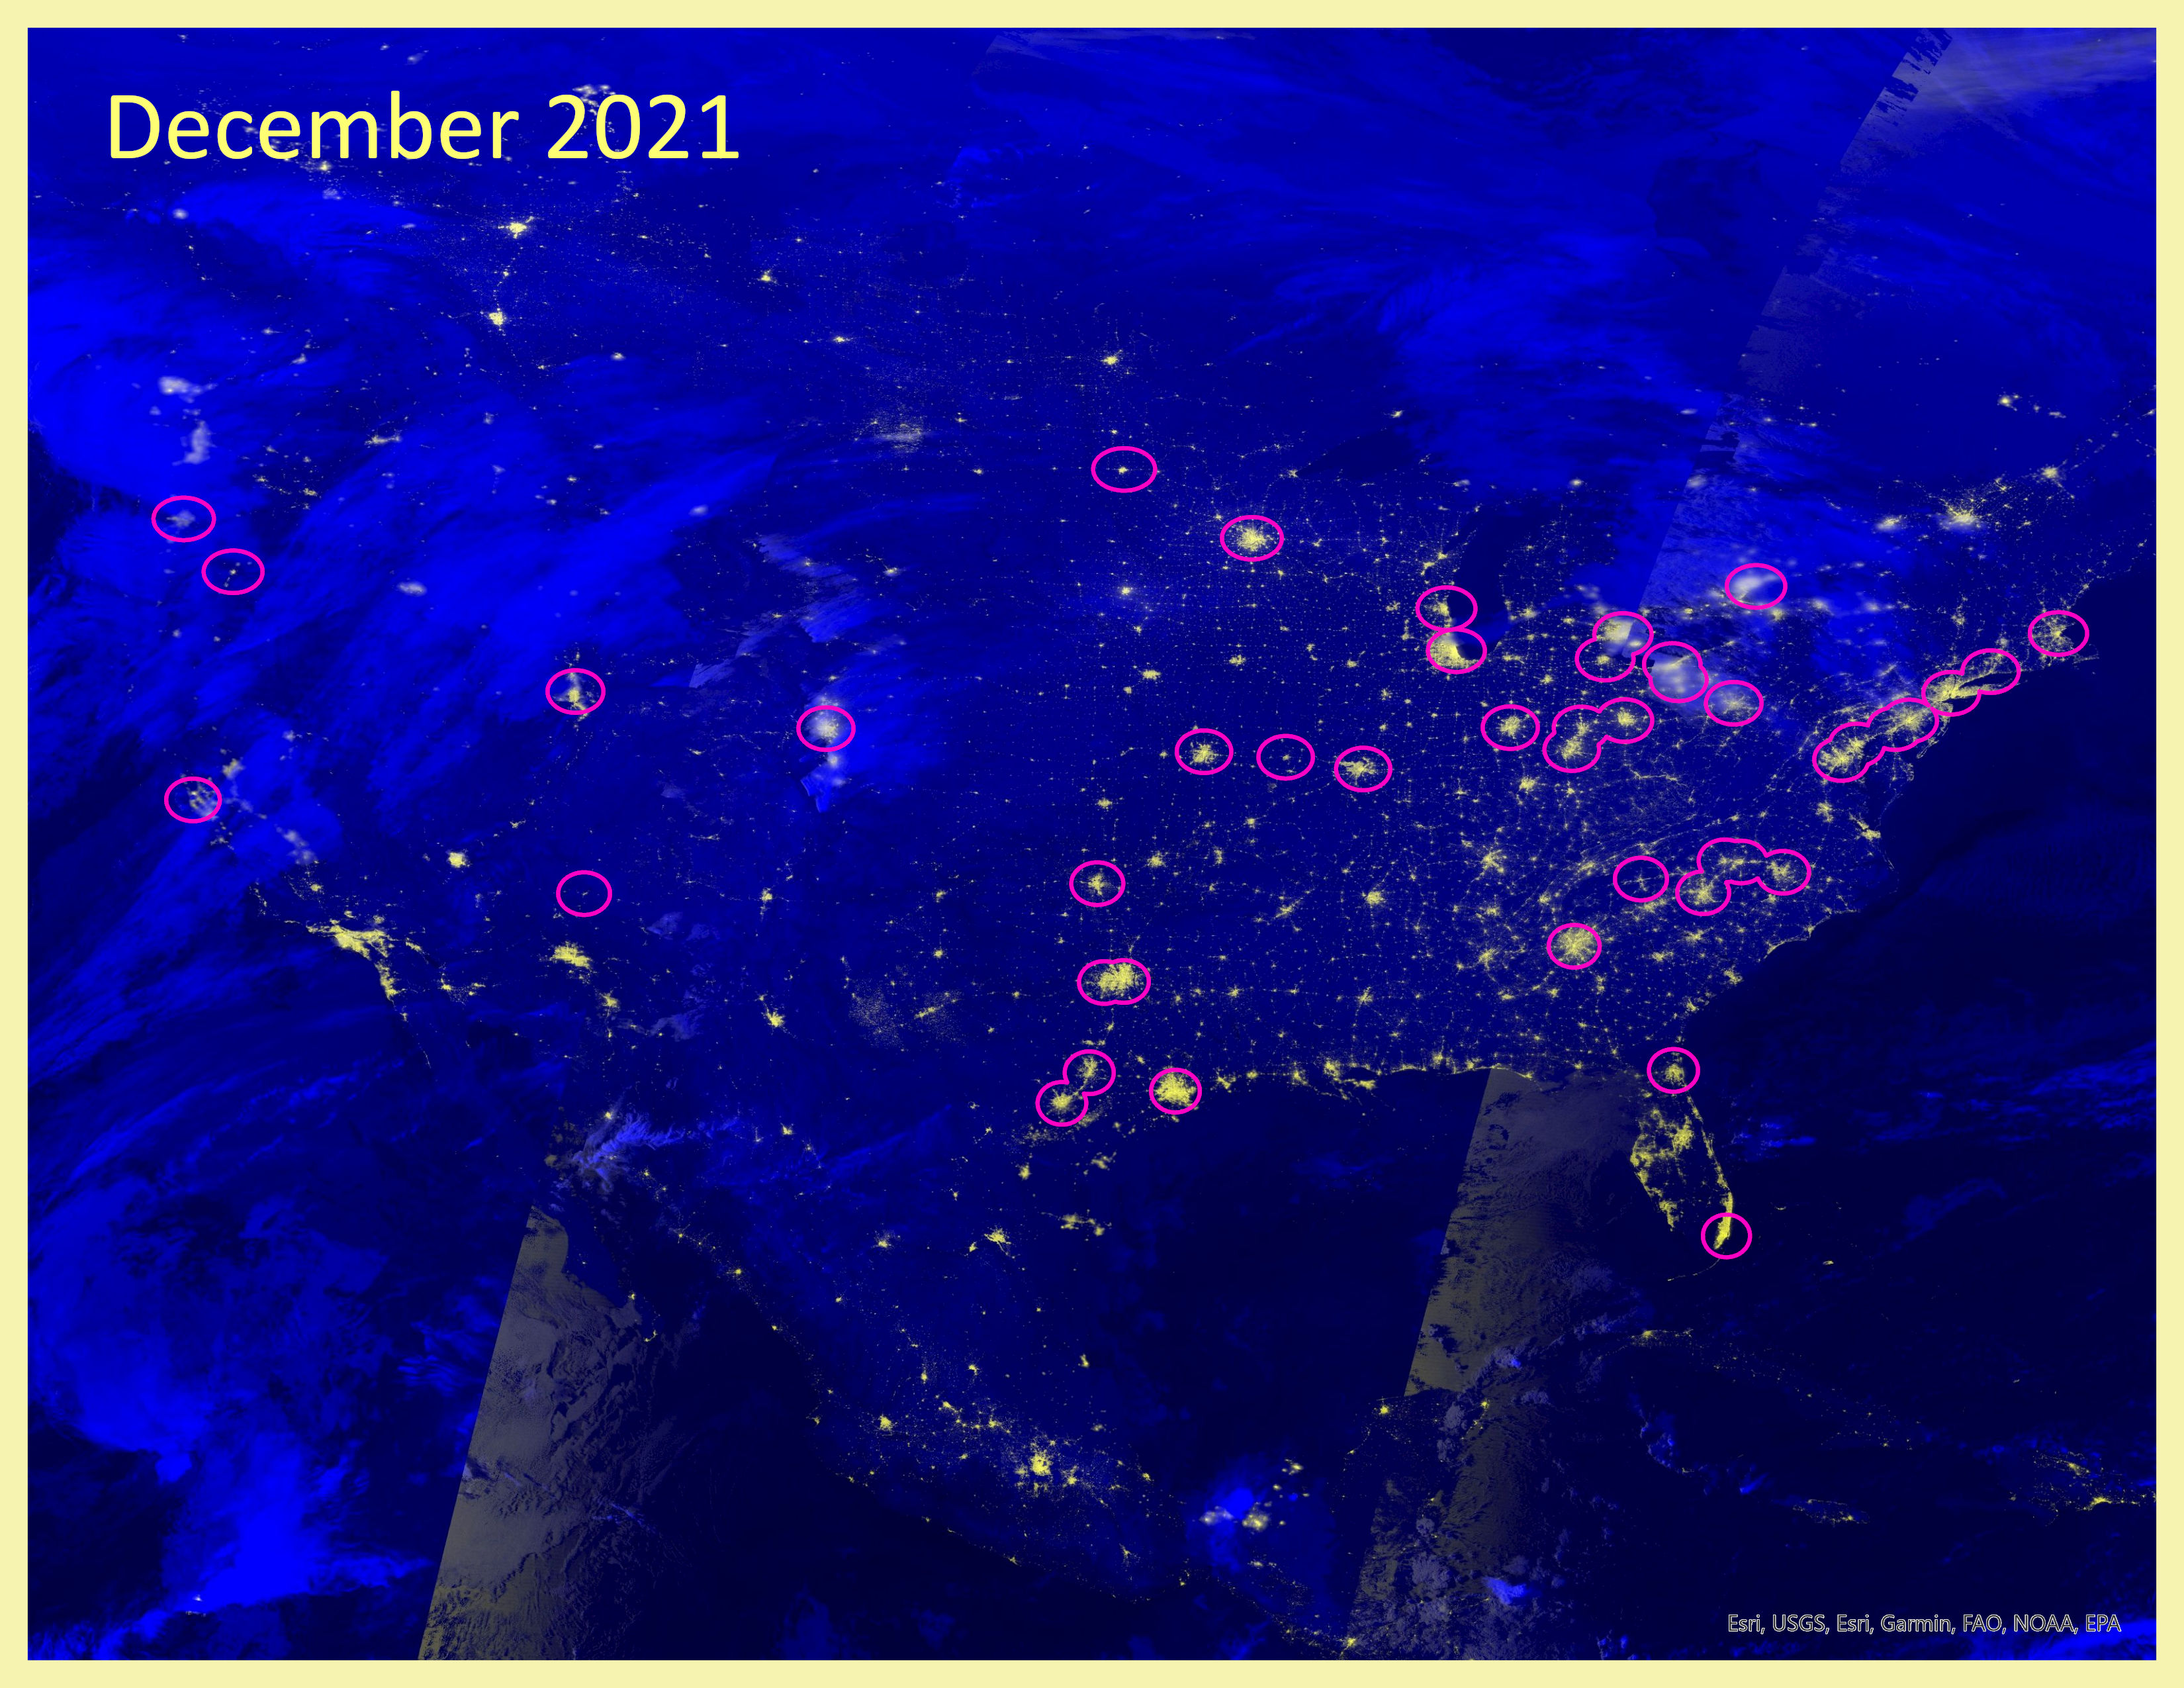 December 2021
Esri, USGS, Esri, Garmin, FAO, NOAA, EPA